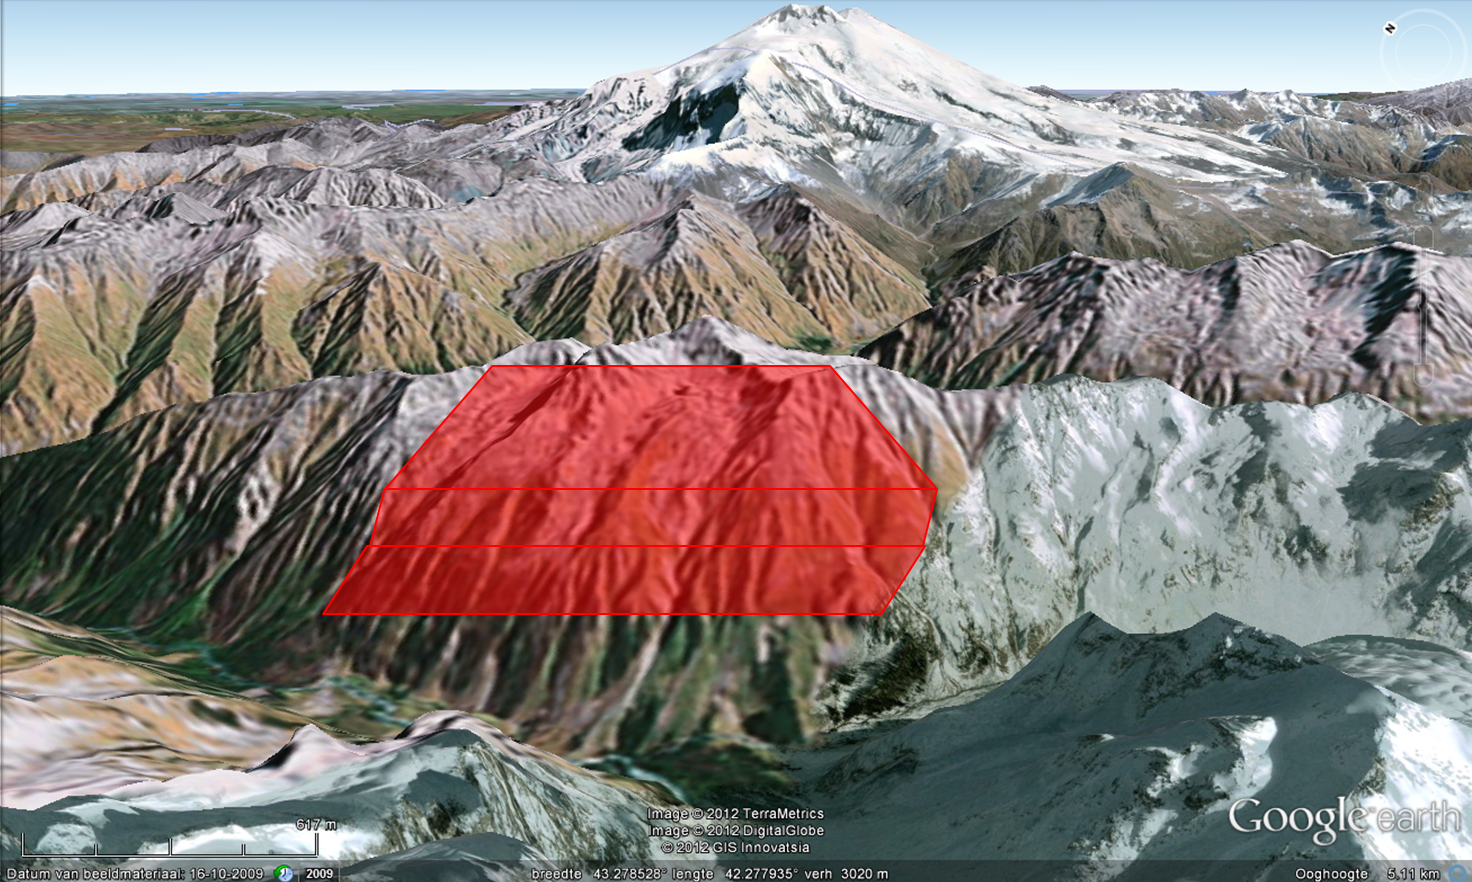 N
617 m
Image © 2012 TerraMetrics
Image © 2012 DigitalGlobe
© 2012 GIS Innovatsia
Google earth
Datum van beeldmateriaal: 16-10-2009 2009 breedte 43.278528° lengte 42.277935° verh 3020 m Ooghoogte 5.11 km